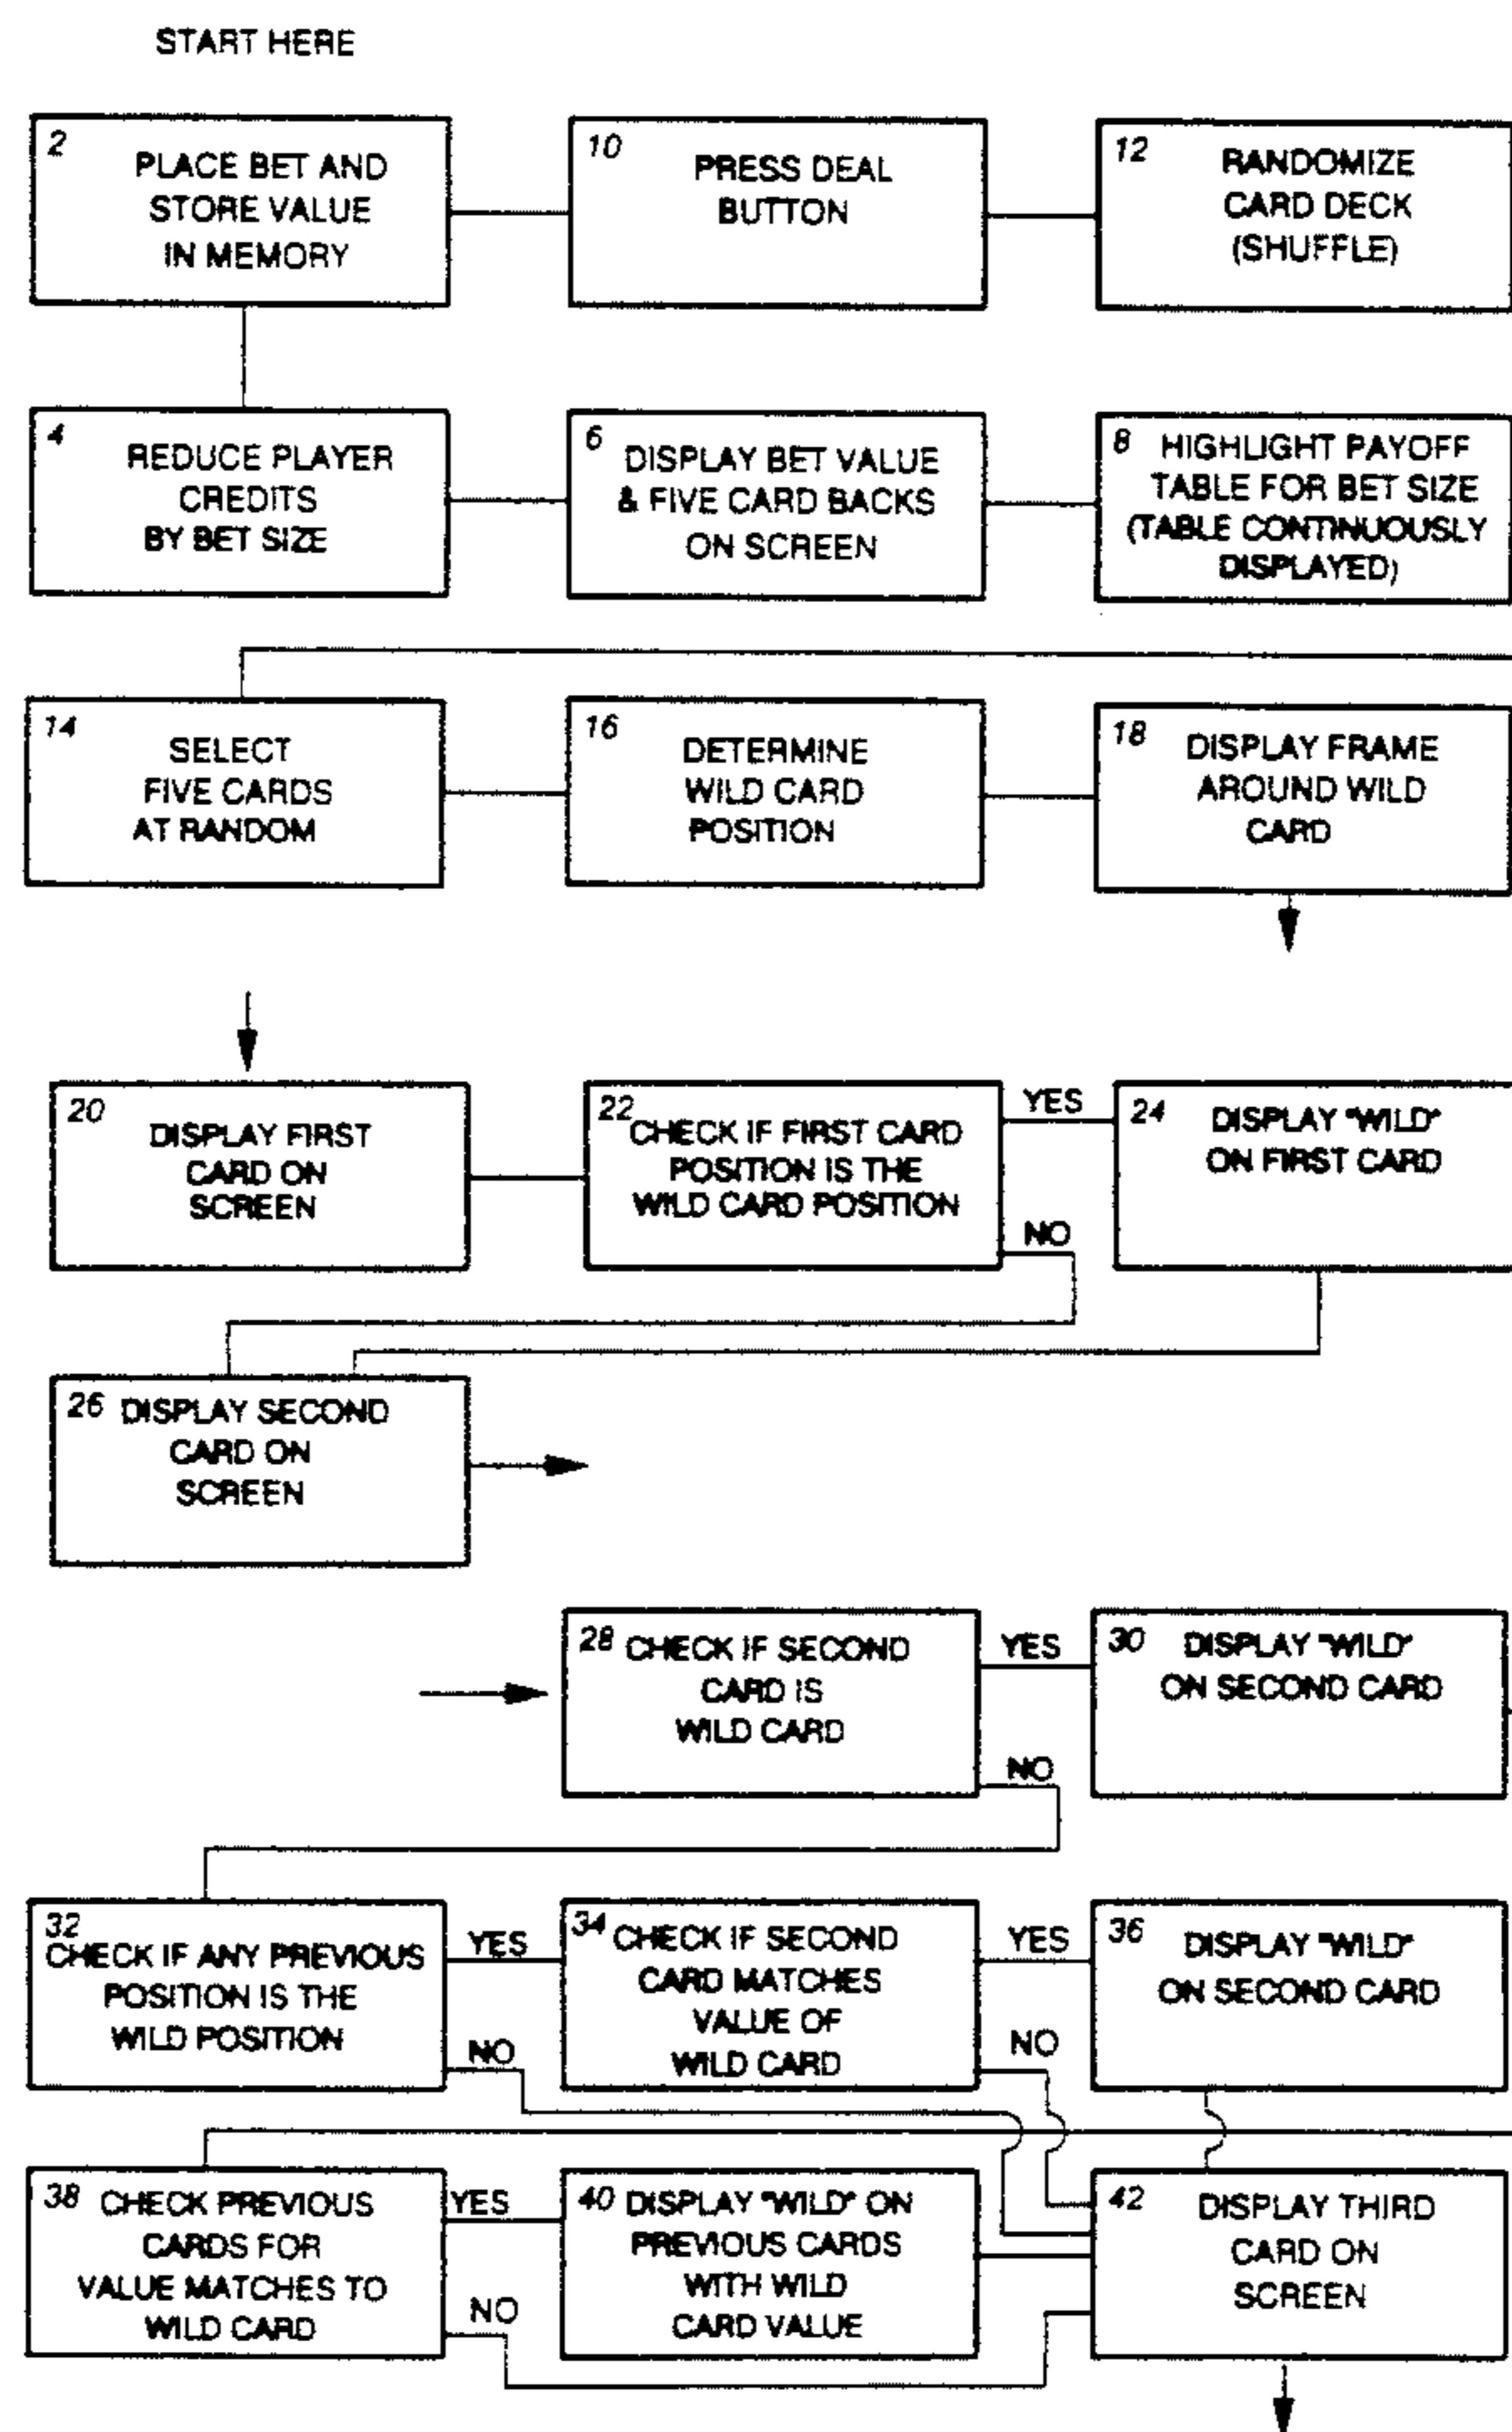 START HERE
2
PLACE BET AND
STORE VALUE
IN MEMORY
10
PRESS DEAL
BUTTON
12
RANDOMIZE
CARD DECK
(SHUFFLE)
4
REDUCE PLAYER
CREDITS
BY BET SIZE
6
DISPLAY BET VALUE
& FIVE CARD BACKS
ON SCREEN
8 HIGHLIGHT PAYOFF
TABLE FOR BET SIZE
(TABLE CONTINUOUSLY
DISPLAYED)
14
SELECT
FIVE CARDS
AT RANDOM
16
DETERMINE
WILD CARD
POSITION
18
DISPLAY FRAME
AROUND WILD
CARD
20
DISPLAY FIRST
CARD ON
SCREEN
22
CHECK IF FIRST CARD
POSITION IS THE
WILD CARD POSITION
YES
NO
24 DISPLAY "WILD"
ON FIRST CARD
26 DISPLAY SECOND
CARD ON
SCREEN
28 CHECK IF SECOND
CARD IS
WILD CARD
YES
NO
30 DISPLAY "WILD"
ON SECOND CARD
32
CHECK IF ANY PREVIOUS
POSITION IS THE
WILD POSITION
YES
NO
34 CHECK IF SECOND
CARD MATCHES
VALUE OF
WILD CARD
YES
NO
36 DISPLAY "WILD"
ON SECOND CARD
38 CHECK PREVIOUS
CARDS FOR
VALUE MATCHES TO
WILD CARD
YES
NO
40 DISPLAY "WILD" ON
PREVIOUS CARDS
WITH WILD
CARD VALUE
42 DISPLAY THIRD
CARD ON
SCREEN